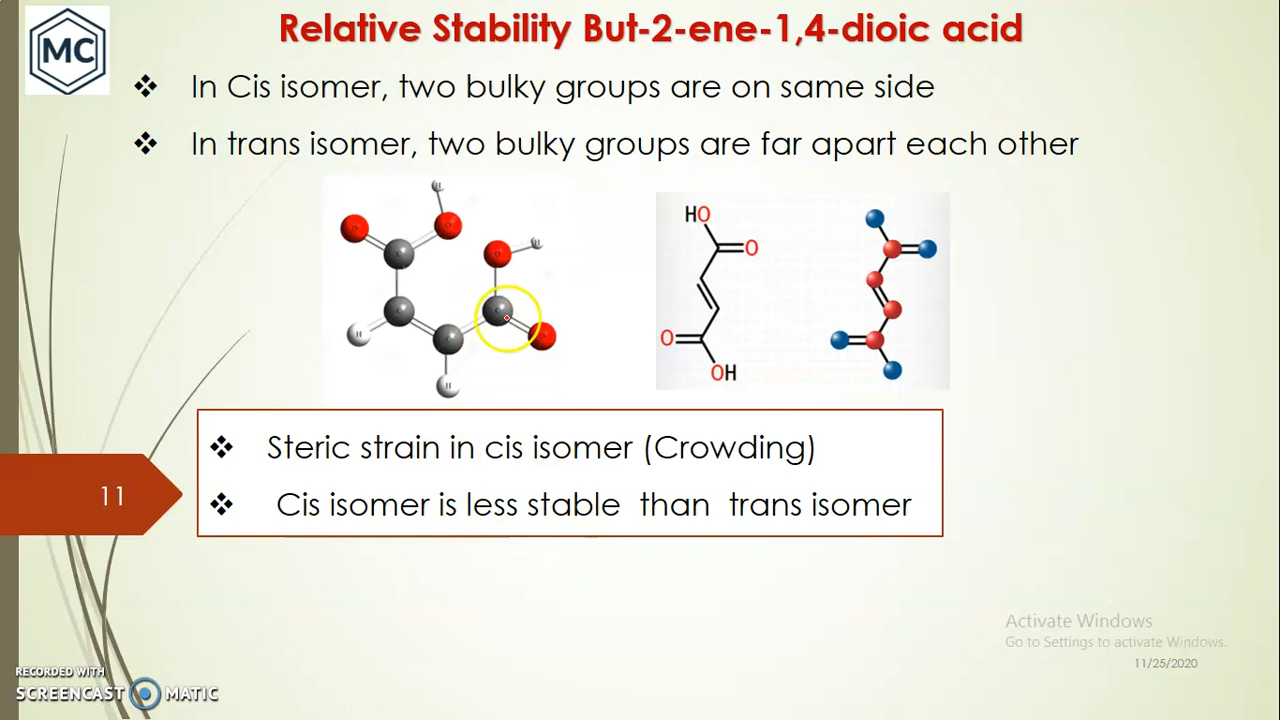 MC
Relative Stability But-2-ene-1,4-dioic acid
❖ In Cis isomer, two bulky groups are on same side
❖ In trans isomer, two bulky groups are far apart each other
H
O
O
O
H
C
C
O
H
C
C
H
HO
O
O
OH
❖ Steric strain in cis isomer (Crowding)
11
❖ Cis isomer is less stable than trans isomer
Activate Windows
Go to Settings to activate Windows.
11/25/2020
RECORDED WITH
SCREENCAST MATIC